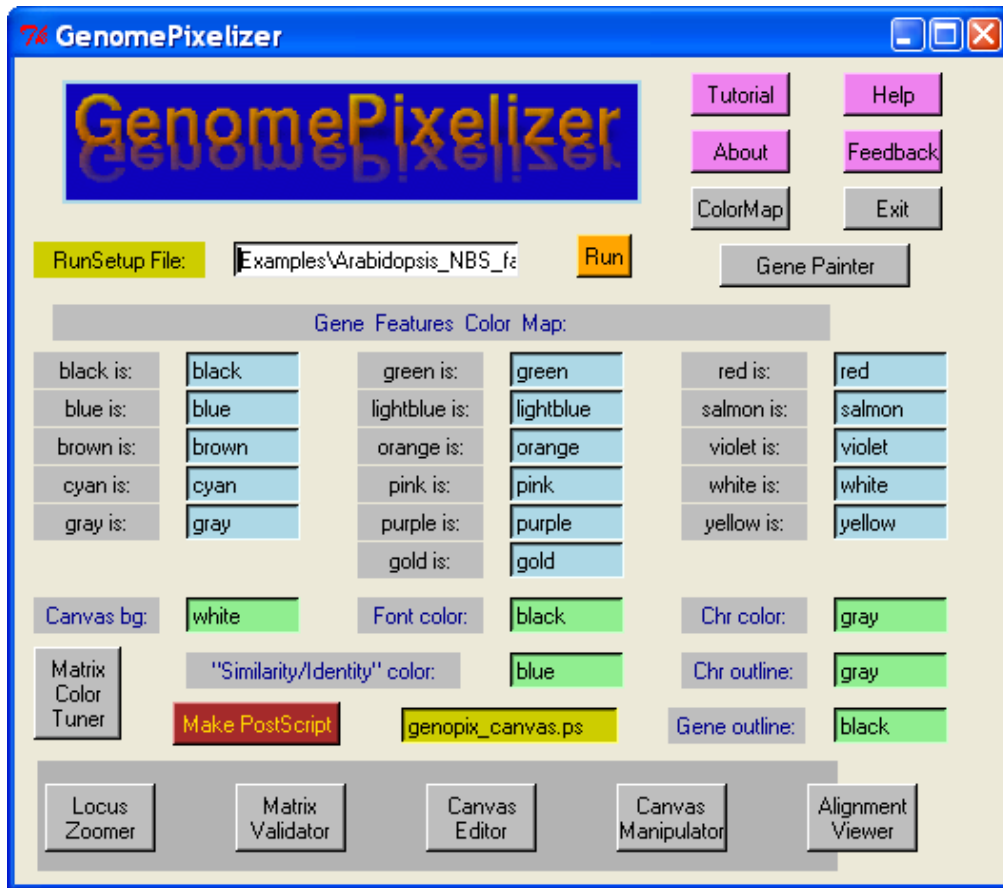 GenomePixelizer
GenomePixelizer
Tutorial Help
About Feedback
ColorMap Exit
RunSetup File: Examples\Arabidopsis_NBS_fa Run Gene Painter
Gene Features Color Map:
black is: black green is: green red is: red
blue is: blue lightblue is: lightblue salmon is: salmon
brown is: brown orange is: orange violet is: violet
cyan is: cyan pink is: pink white is: white
gray is: gray purple is: purple yellow is: yellow
gold is: gold
Canvas bg: white Font color: black Chr color: gray
Matrix
Color
Tuner
"Similarity/Identity" color: blue Chr outline: gray
Make PostScript genopix_canvas.ps Gene outline: black
Locus
Zoomer
Matrix
Validator
Canvas
Editor
Canvas
Manipulator
Alignment
Viewer